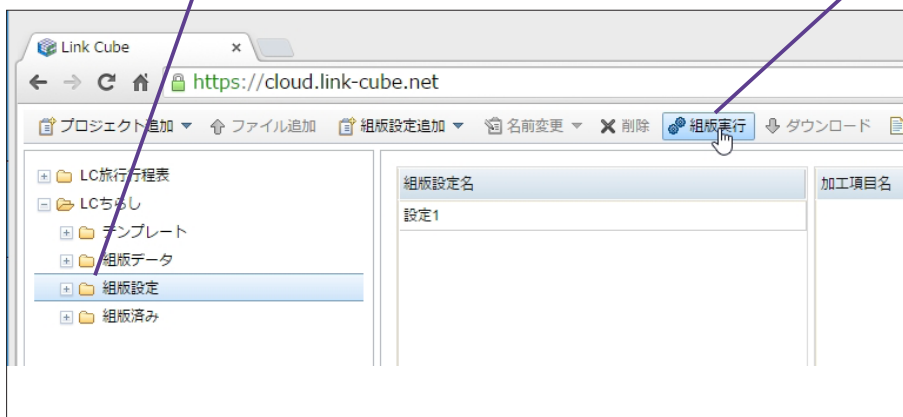 Link Cube
https://cloud.link-cube.net
プロジェクト追加 ファイル追加 組版設定追加 名前変更 削除 組版実行 ダウンロード
LC旅行行程表
LCちらし
テンプレート
組版データ
組版設定
組版済み
組版設定名 加工項目名
設定1